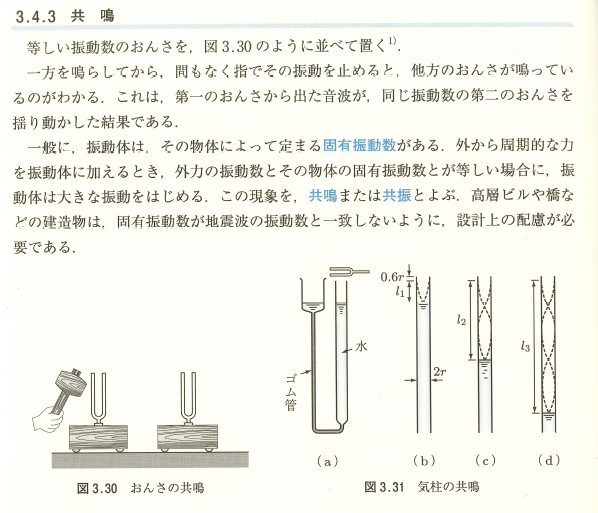 3.4.3 共 鳴
等しい振動数のおんさを，図3.30のように並べて置く1)．
一方を鳴らしてから，間もなく指でその振動を止めると，他方のおんさが鳴ってい
るのがわかる．これは，第一のおんさから出た音波が，同じ振動数の第二のおんさを
揺り動かした結果である．
一般に，振動体は，その物体によって定まる固有振動数がある．外から周期的な力
を振動体に加えるとき，外力の振動数とその物体の固有振動数とが等しい場合に，振
動体は大きな振動をはじめる．この現象を，共鳴または共振とよぶ．高層ビルや橋な
どの建造物は，固有振動数が地震波の振動数と一致しないように，設計上の配慮が必
要である．
0.6r
l1
l2
l3
水
2r
ゴム管
(a)
(b)
(c)
(d)
図3.30 おんさの共鳴
図3.31 気柱の共鳴